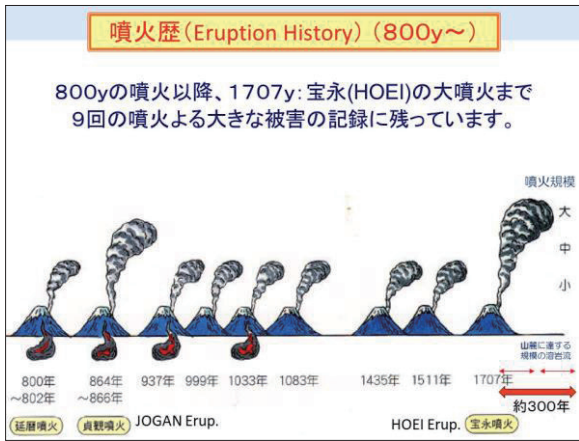 噴火歴(Eruption History) (800y～)
800yの噴火以降、1707y:宝永(HOEI)の大噴火まで
9回の噴火よる大きな被害の記録に残っています。
噴火規模
大
中
小
山麓に達する
規模の溶岩流
800年
～802年
864年
～866年
937年
999年
1033年
1083年
1435年
1511年
1707年
約300年
延暦噴火
貞観噴火
JOGAN Erup.
HOEI Erup.
宝永噴火